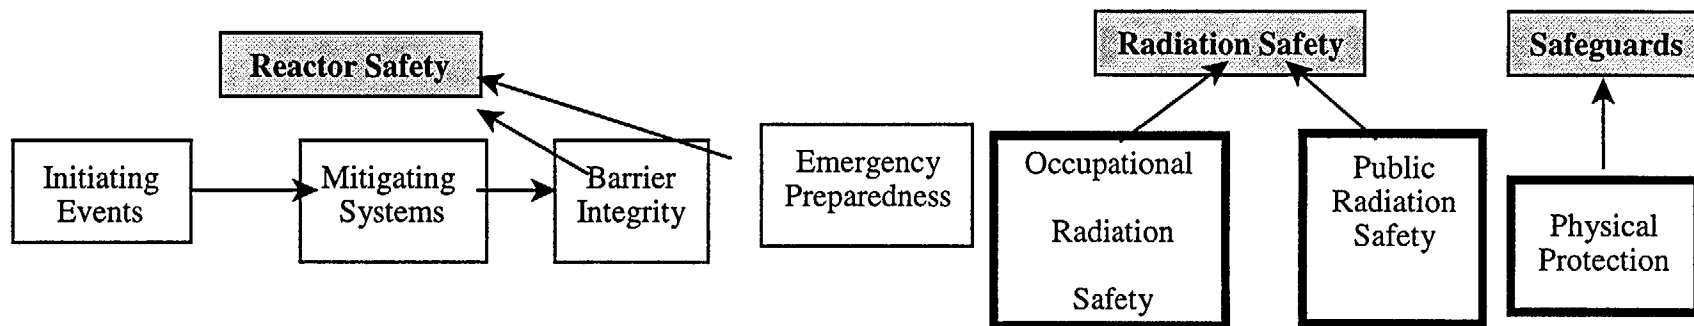 Reactor Safety
Radiation Safety
Safeguards
Initiating
Events
Mitigating
Systems
Barrier
Integrity
Emergency
Preparedness
Occupational
Radiation
Safety
Public
Radiation
Safety
Physical
Protection